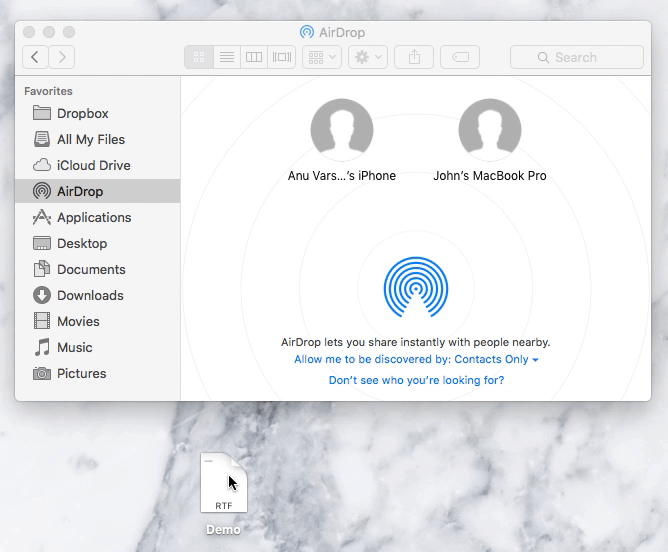 AirDrop
Search
Favorites
Dropbox
All My Files
iCloud Drive
AirDrop
Applications
Desktop
Documents
Downloads
Movies
Music
Pictures
Anu Vars...’s iPhone
John’s MacBook Pro
AirDrop lets you share instantly with people nearby.
Allow me to be discovered by: Contacts Only
Don’t see who you’re looking for?
RTF
Demo